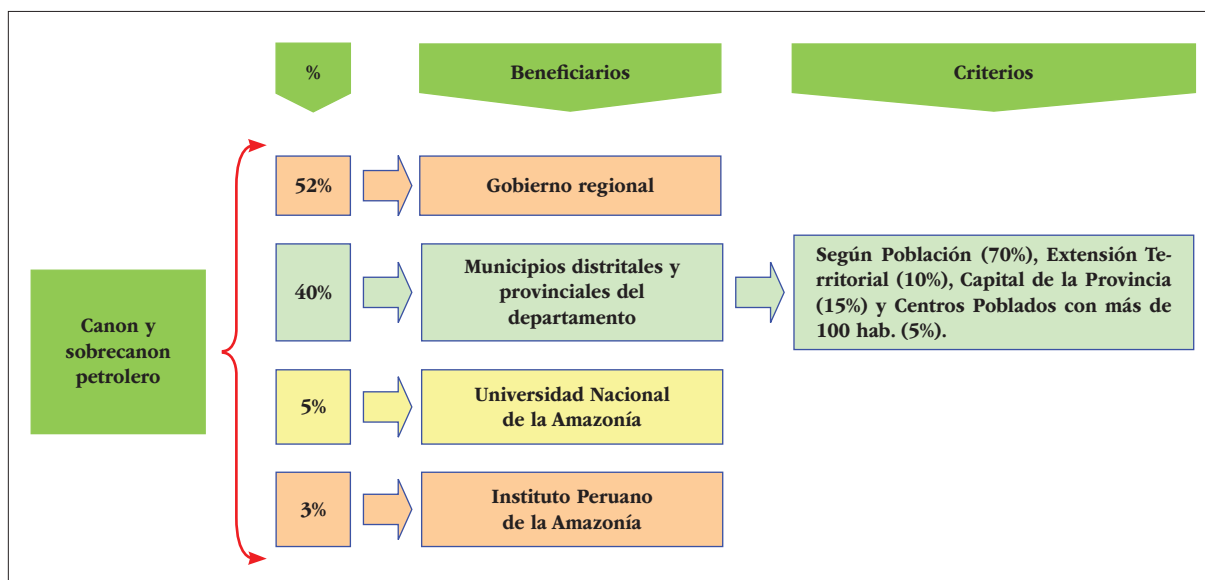 %
Beneficiarios
Criterios
Canon y
sobrecanon
petrolero
52%
Gobierno regional
40%
Municipios distritales y
provinciales del
departamento
Según Población (70%), Extensión Te-
rritorial (10%), Capital de la Provincia
(15%) y Centros Poblados con más de
100 hab. (5%).
5%
Universidad Nacional
de la Amazonía
3%
Instituto Peruano
de la Amazonía